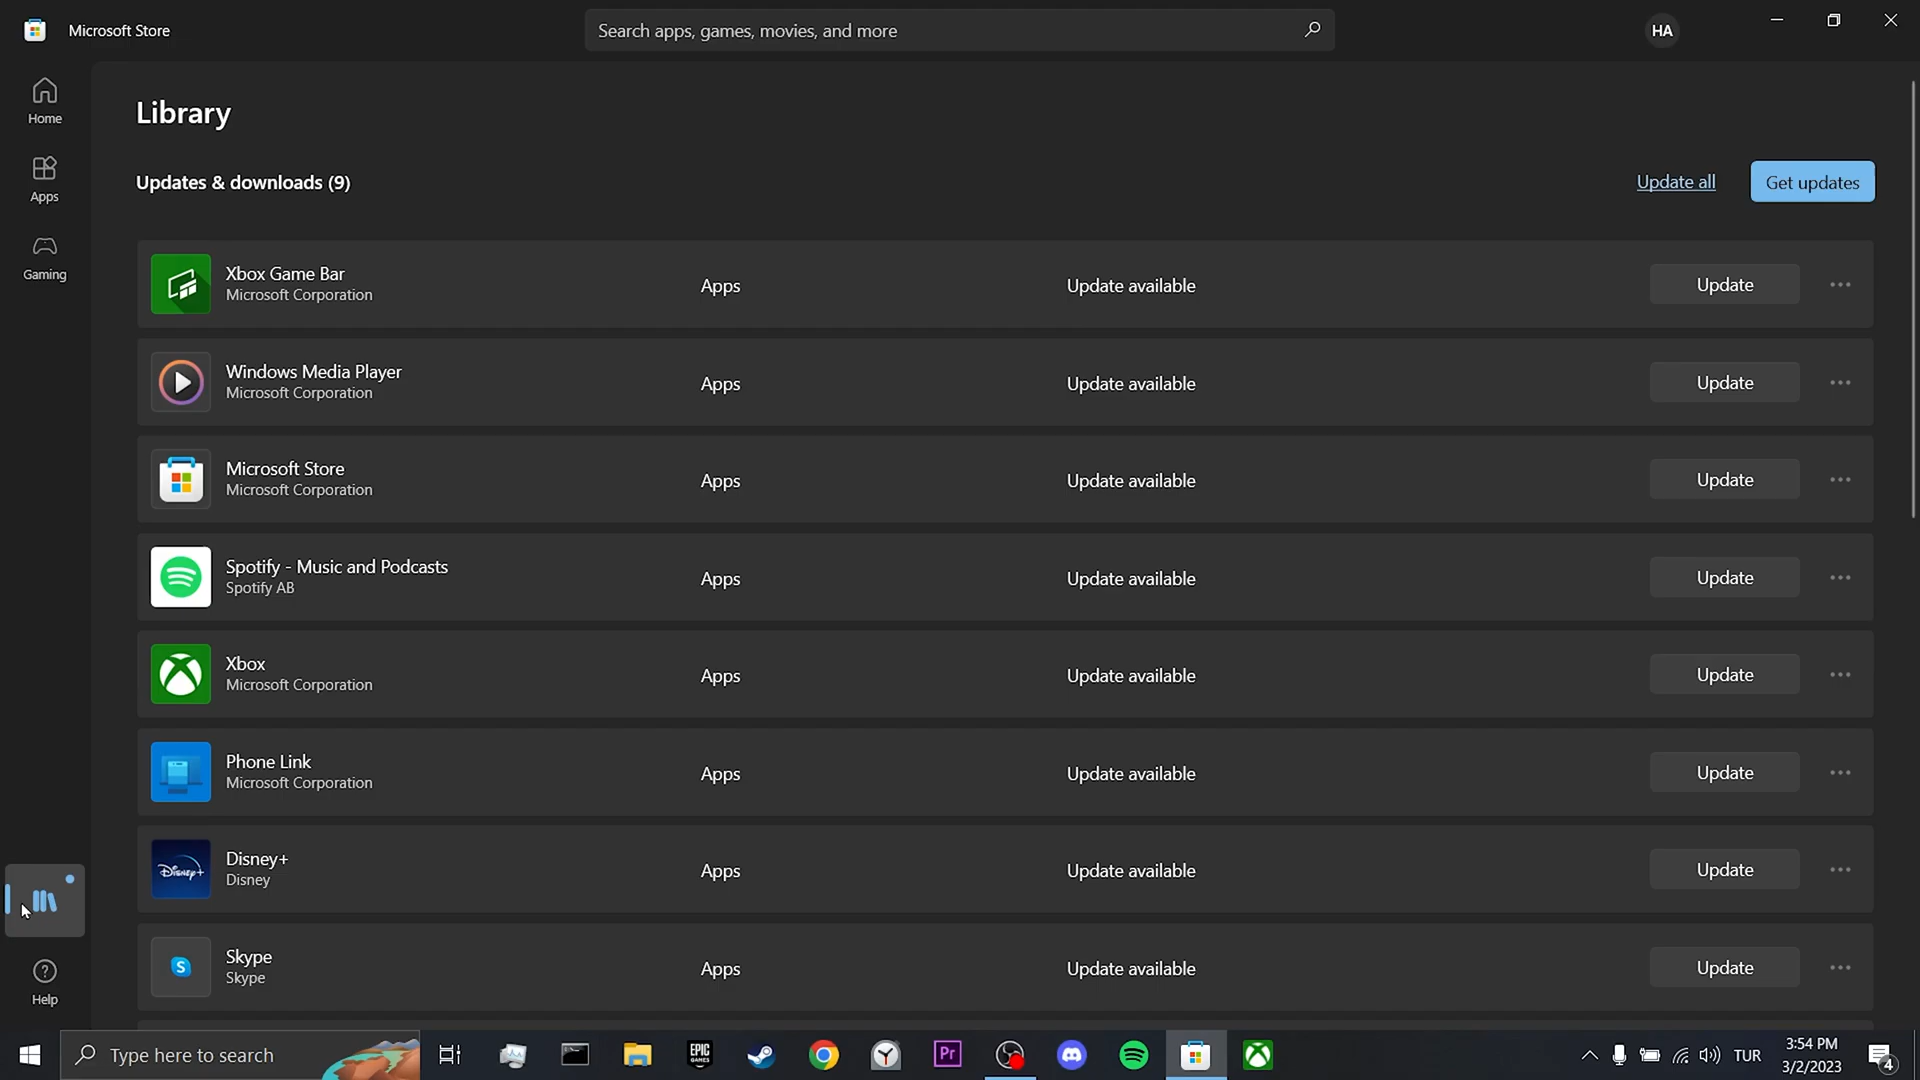 Microsoft Store
Search apps, games, movies, and more
HA
Home
Apps
Gaming
Help
Library
Updates & downloads (9)
Update all
Get updates
Xbox Game Bar
Microsoft Corporation
Apps
Update available
Update
Windows Media Player
Microsoft Corporation
Apps
Update available
Update
Microsoft Store
Microsoft Corporation
Apps
Update available
Update
Spotify - Music and Podcasts
Spotify AB
Apps
Update available
Update
Xbox
Microsoft Corporation
Apps
Update available
Update
Phone Link
Microsoft Corporation
Apps
Update available
Update
Disney+
Disney+
Disney
Apps
Update available
Update
S
Skype
Skype
Apps
Update available
Update
Type here to search
EPIC
GAMES
Pr
TUR
3:54 PM
3/2/2023
4